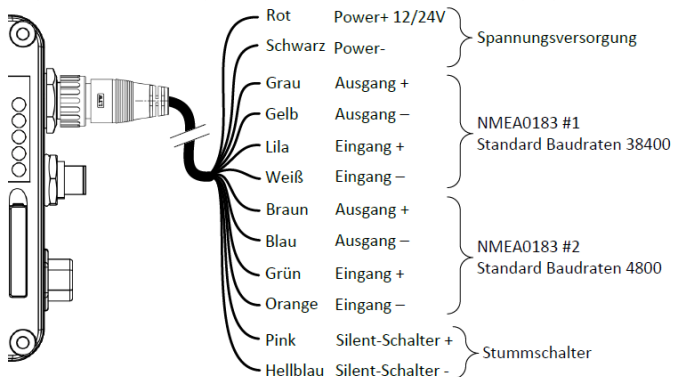 Rot Power+ 12/24V
Schwarz Power-
Spannungsversorgung
Grau Ausgang +
Gelb Ausgang –
Lila Eingang +
Weiß Eingang –
NMEA0183 #1
Standard Baudraten 38400
Braun Ausgang +
Blau Ausgang –
Grün Eingang +
Orange Eingang –
NMEA0183 #2
Standard Baudraten 4800
Pink Silent-Schalter +
Hellblau Silent-Schalter -
Stummschalter